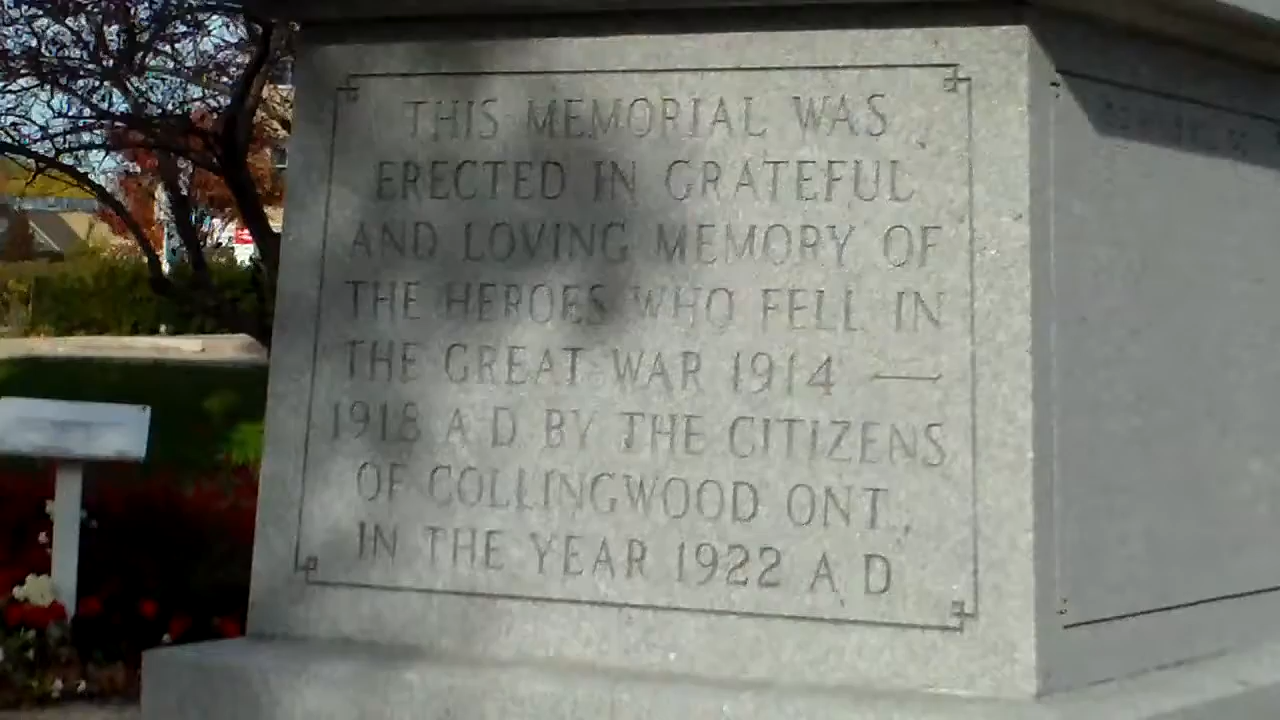 THIS MEMORIAL WAS
ERECTED IN GRATEFUL
AND LOVING MEMORY OF
THE HEROES WHO FELL IN
THE GREAT WAR 1914 —
1918 A D BY THE CITIZENS
OF COLLINGWOOD ONT.,
IN THE YEAR 1922 A.D